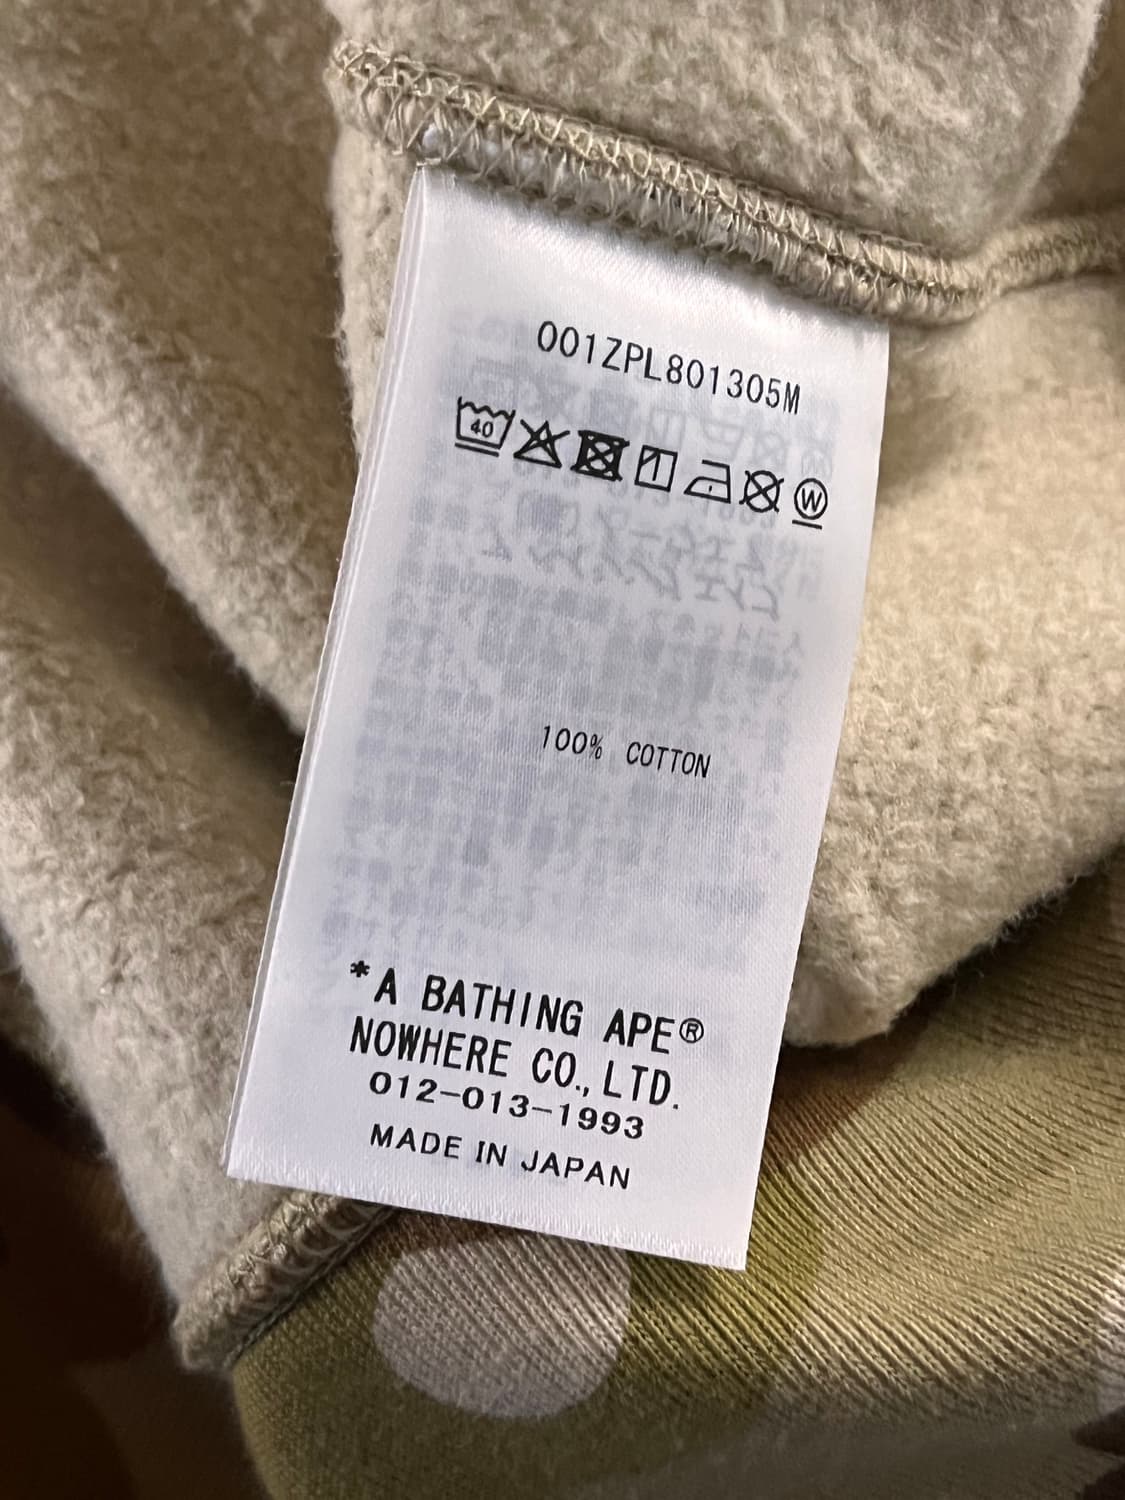 001ZPL801305M
40
W
100% COTTON
*A BATHING APE®
NOWHERE CO., LTD.
012-013-1993
MADE IN JAPAN